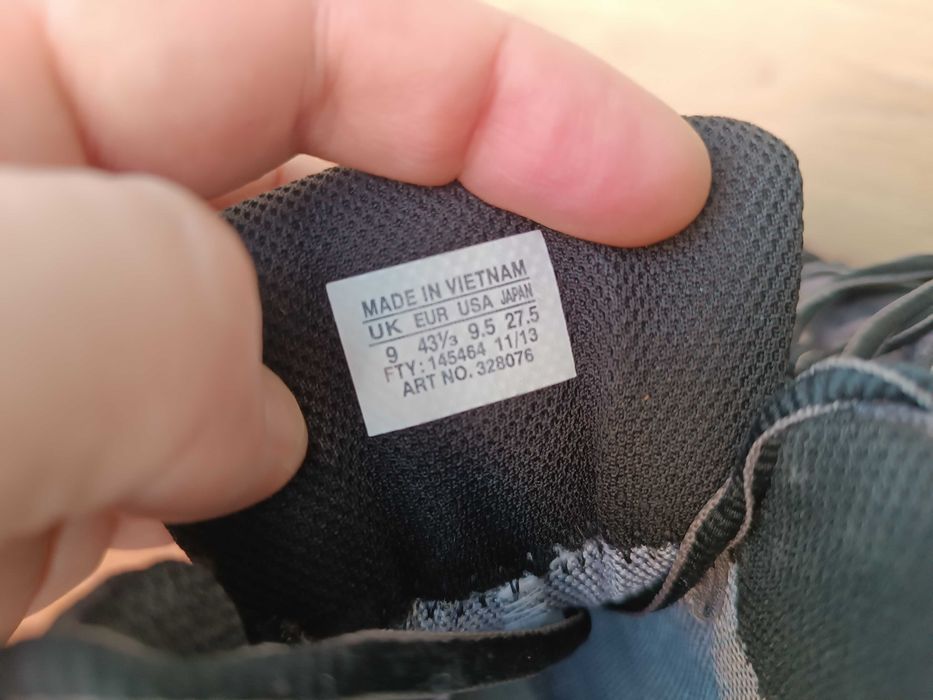 MADE IN VIETNAM
UK EUR USA JAPAN
9 43⅓ 9.5 27.5
FTY: 145464 11/13
ART NO. 328076